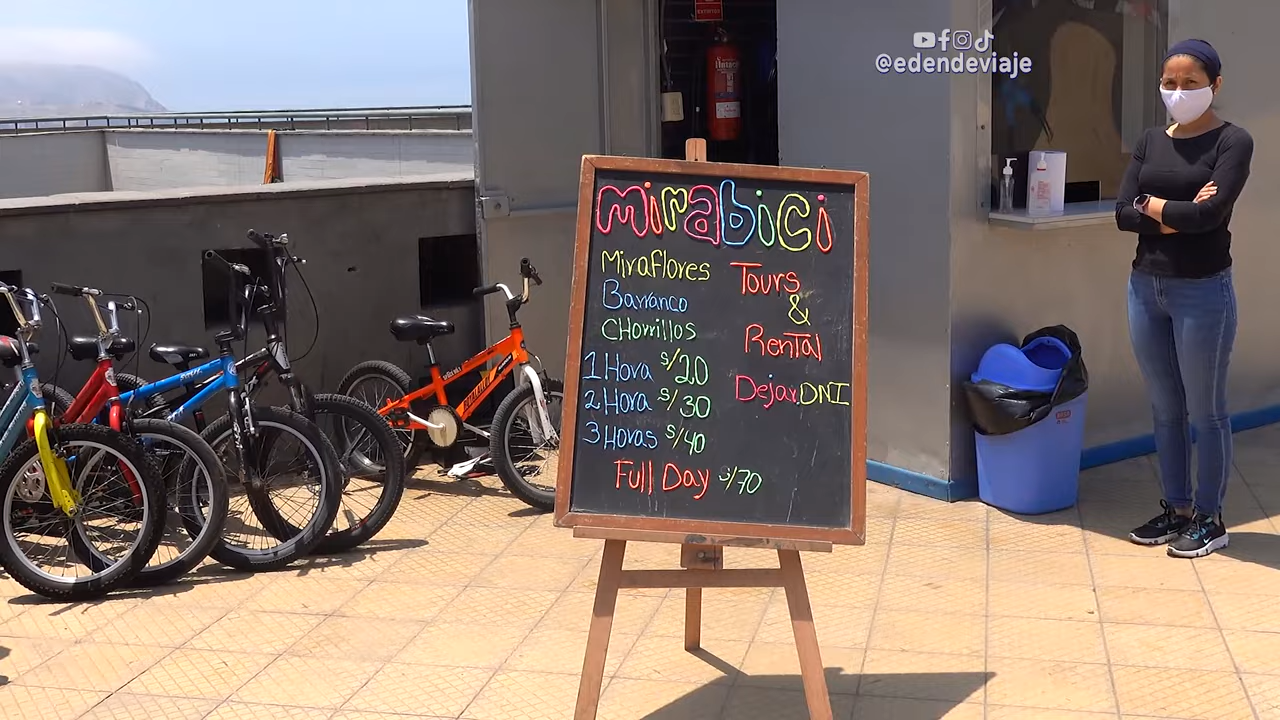 @edendeviaje
mirabici
Miraflores
Barranco
CHorrillos
1 Hora s/20
2 Hora s/30
3 Horas s/40
Full Day s/70
Tours
&
Rental
Dejar DNI